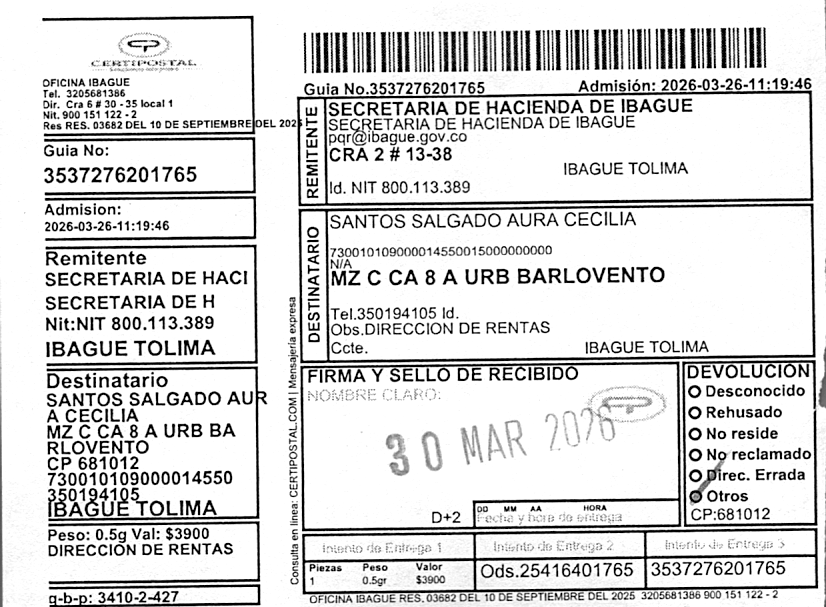 CERTIPOSTAL
OFICINA IBAGUE
Tel. 3205681386
Dir. Cra 6 # 30 - 35 local 1
Nit. 900 151 122 - 2
Res RES. 03682 DEL 10 DE SEPTIEMBRE DEL 2025
Guia No:
3537276201765
Admision:
2026-03-26-11:19:46
Remitente
SECRETARIA DE HACI
SECRETARIA DE H
Nit:NIT 800.113.389
IBAGUE TOLIMA
Destinatario
SANTOS SALGADO AUR
A CECILIA
MZ C CA 8 A URB BA
RLOVENTO
CP 681012
730010109000014550
350194105
IBAGUE TOLIMA
Peso: 0.5g Val: $3900
DIRECCION DE RENTAS
g-b-p: 3410-2-427
Consulta en linea: CERTIPOSTAL.COM | Mensajería expresa
Guia No.3537276201765 Admisión: 2026-03-26-11:19:46
REMITENTE
SECRETARIA DE HACIENDA DE IBAGUE
SECRETARIA DE HACIENDA DE IBAGUE
pqr@ibague.gov.co
CRA 2 # 13-38
IBAGUE TOLIMA
Id. NIT 800.113.389
DESTINATARIO
SANTOS SALGADO AURA CECILIA
730010109000014550015000000000
N/A
MZ C CA 8 A URB BARLOVENTO
Tel.350194105 Id.
Obs.DIRECCION DE RENTAS
Ccte. IBAGUE TOLIMA
FIRMA Y SELLO DE RECIBIDO
NOMBRE CLARO:
30 MAR 2026
D+2
DD MM AA HORA
Fecha y hora de entrega
DEVOLUCION
Desconocido
Rehusado
No reside
No reclamado
Direc. Errada
Otros
CP:681012
Intento de Entrega 1 Intento de Entrega 2 Intento de Entrega 3
Piezas Peso Valor
1 0.5gr $3900
Ods.25416401765 3537276201765
OFICINA IBAGUE RES. 03682 DEL 10 DE SEPTIEMBRE DEL 2025 3205681386 900 151 122 - 2